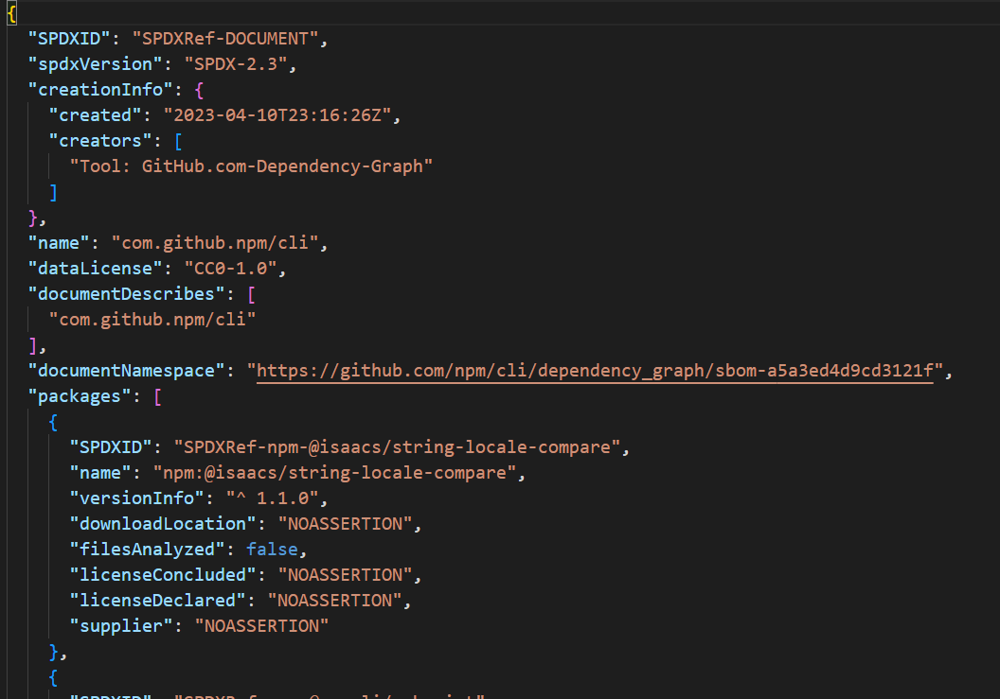 {
"SPDXID": "SPDXRef-DOCUMENT",
"spdxVersion": "SPDX-2.3",
"creationInfo": {
"created": "2023-04-10T23:16:26Z",
"creators": [
"Tool: GitHub.com-Dependency-Graph"
]
},
"name": "com.github.npm/cli",
"dataLicense": "CC0-1.0",
"documentDescribes": [
"com.github.npm/cli"
],
"documentNamespace": "https://github.com/npm/cli/dependency_graph/sbom-a5a3ed4d9cd3121f",
"packages": [
{
"SPDXID": "SPDXRef-npm-@isaacs/string-locale-compare",
"name": "npm:@isaacs/string-locale-compare",
"versionInfo": "^ 1.1.0",
"downloadLocation": "NOASSERTION",
"filesAnalyzed": false,
"licenseConcluded": "NOASSERTION",
"licenseDeclared": "NOASSERTION",
"supplier": "NOASSERTION"
},
{